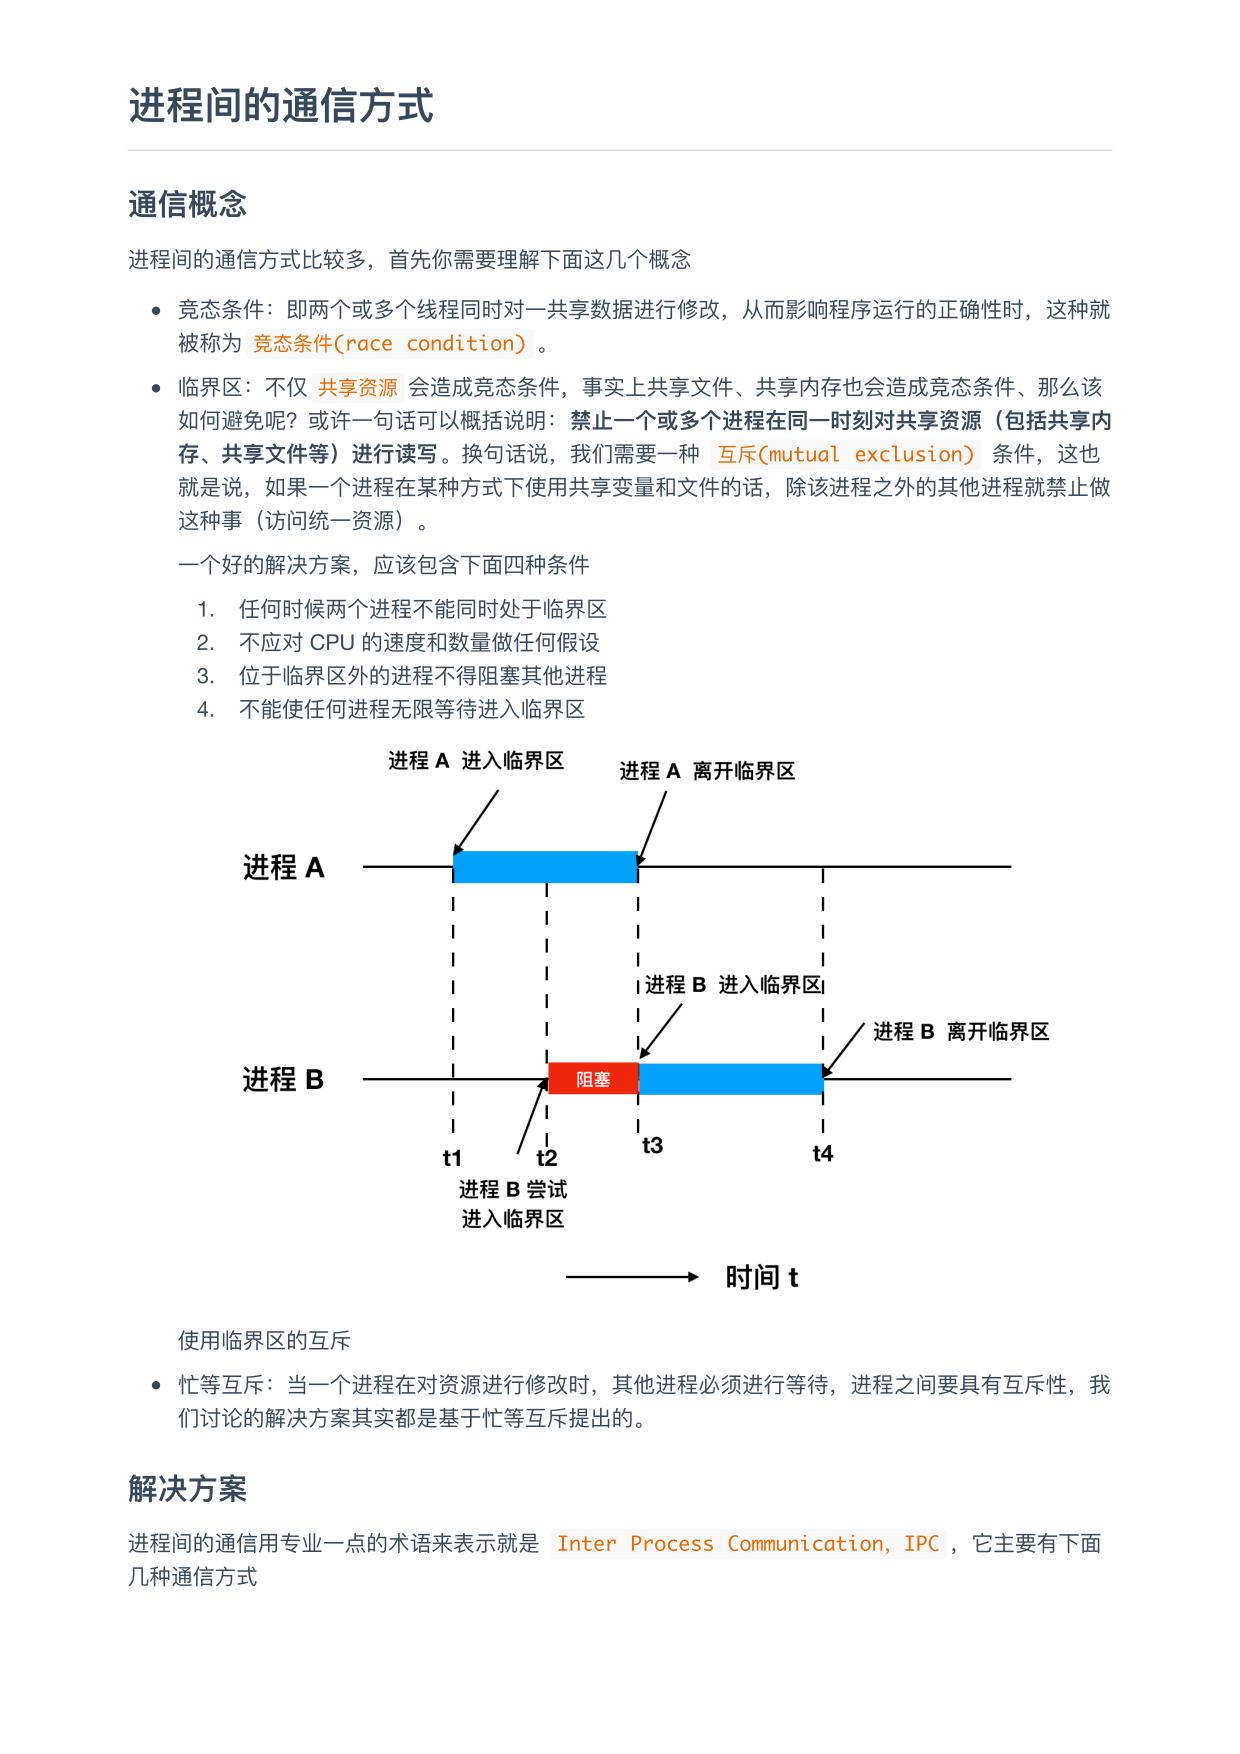 进程间的通信方式
通信概念
进程间的通信方式比较多，首先你需要理解下面这几个概念
• 竞态条件：即两个或多个线程同时对一共享数据进行修改，从而影响程序运行的正确性时，这种就
被称为 竞态条件(race condition) 。
• 临界区：不仅 共享资源 会造成竞态条件，事实上共享文件、共享内存也会造成竞态条件、那么该
如何避免呢？或许一句话可以概括说明：禁止一个或多个进程在同一时刻对共享资源（包括共享内
存、共享文件等）进行读写。换句话说，我们需要一种 互斥(mutual exclusion) 条件，这也
就是说，如果一个进程在某种方式下使用共享变量和文件的话，除该进程之外的其他进程就禁止做
这种事（访问统一资源）。
一个好的解决方案，应该包含下面四种条件
1. 任何时候两个进程不能同时处于临界区
2. 不应对 CPU 的速度和数量做任何假设
3. 位于临界区外的进程不得阻塞其他进程
4. 不能使任何进程无限等待进入临界区
进程 A 进入临界区
进程 A 离开临界区
进程 A
进程 B 进入临界区
进程 B 离开临界区
进程 B
阻塞
t1
t2
t3
t4
进程 B 尝试
进入临界区
时间 t
使用临界区的互斥
• 忙等互斥：当一个进程在对资源进行修改时，其他进程必须进行等待，进程之间要具有互斥性，我
们讨论的解决方案其实都是基于忙等互斥提出的。
解决方案
进程间的通信用专业一点的术语来表示就是 Inter Process Communication，IPC ，它主要有下面
几种通信方式